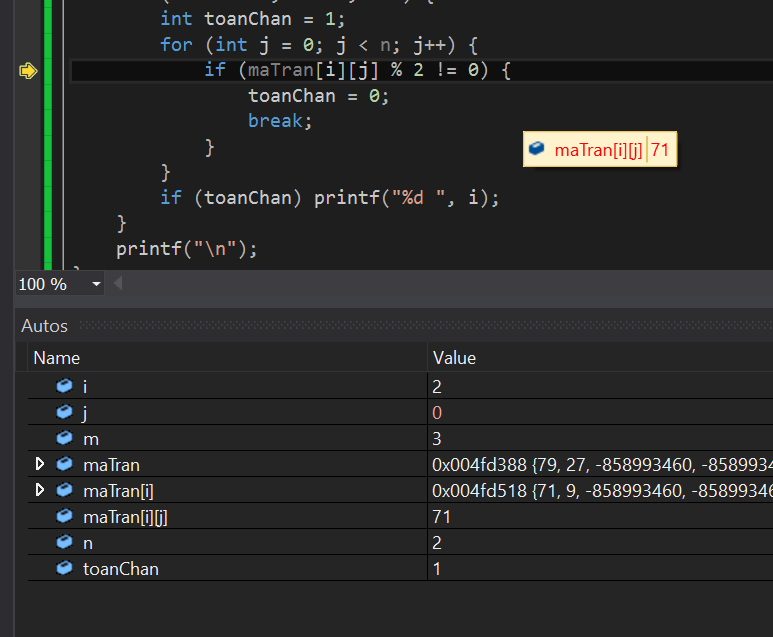 int toanChan = 1;
for (int j = 0; j < n; j++) {
if (maTran[i][j] % 2 != 0) {
toanChan = 0;
break;
}
maTran[i][j] 71
}
if (toanChan) printf("%d ", i);
}
printf("\n");
100 %
Autos
Name Value
i 2
j 0
m 3
maTran 0x004fd388 {79, 27, -858993460, -8589934
maTran[i] 0x004fd518 {71, 9, -858993460, -85899346
maTran[i][j] 71
n 2
toanChan 1